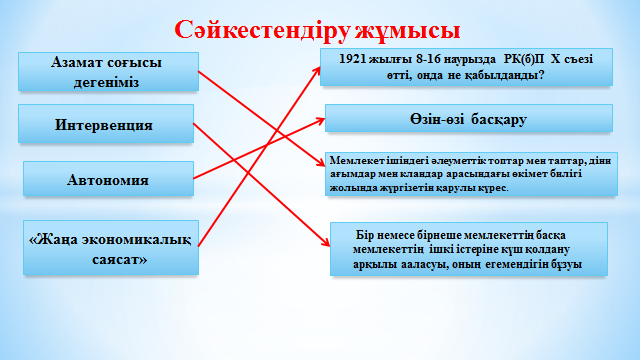 Сәйкестендіру жұмысы
Азамат соғысы
дегеніміз
Интервенция
Автономия
«Жаңа экономикалық
саясат»
1921 жылғы 8-16 наурызда РК(б)П Х съезі
өтті, онда не қабылданды?
Өзін-өзі басқару
Мемлекет ішіндегі әлеуметтік топтар мен таптар, діни
ағымдар мен кландар арасындағы өкімет билігі
жолында жүргізетін қарулы күрес.
Бір немесе бірнеше мемлекеттің басқа
мемлекеттің ішкі істеріне күш қолдану
арқылы ааласуы, оның егемендігін бұзуы